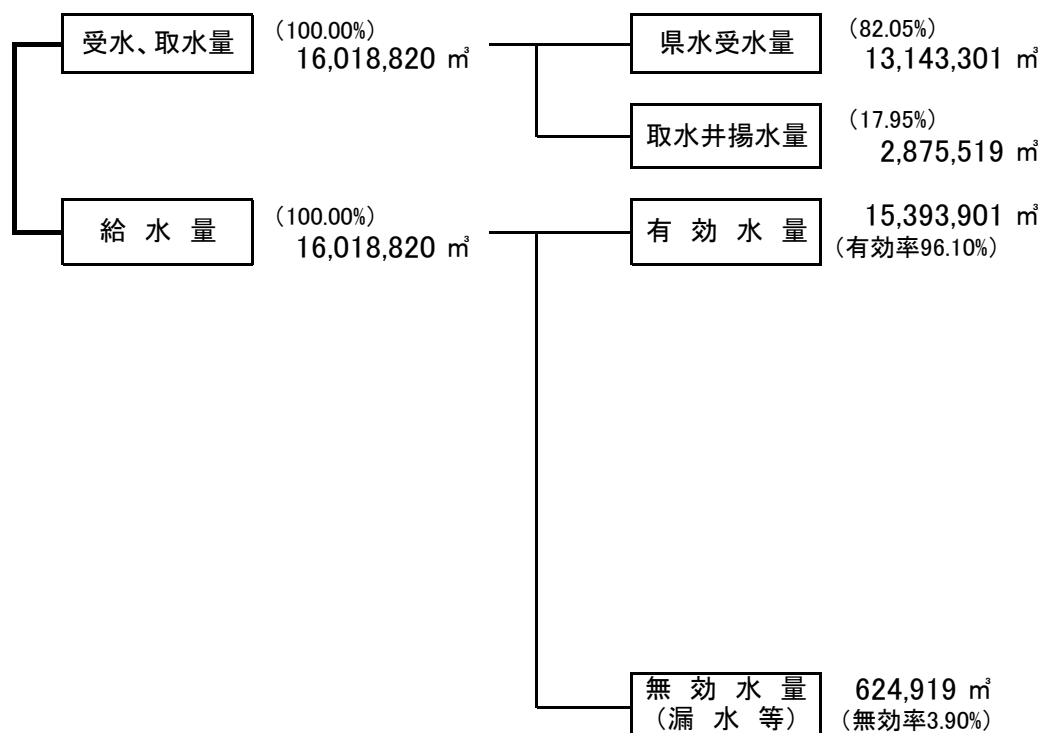 受水、取水量
（100.00%）
16,018,820 ㎥
県水受水量
（82.05%）
13,143,301 ㎥
取水井揚水量
（17.95%）
2,875,519 ㎥
給 水 量
（100.00%）
16,018,820 ㎥
有 効 水 量
15,393,901 ㎥
（有効率96.10%）
無 効 水 量
（漏 水 等）
624,919 ㎥
（無効率3.90%）